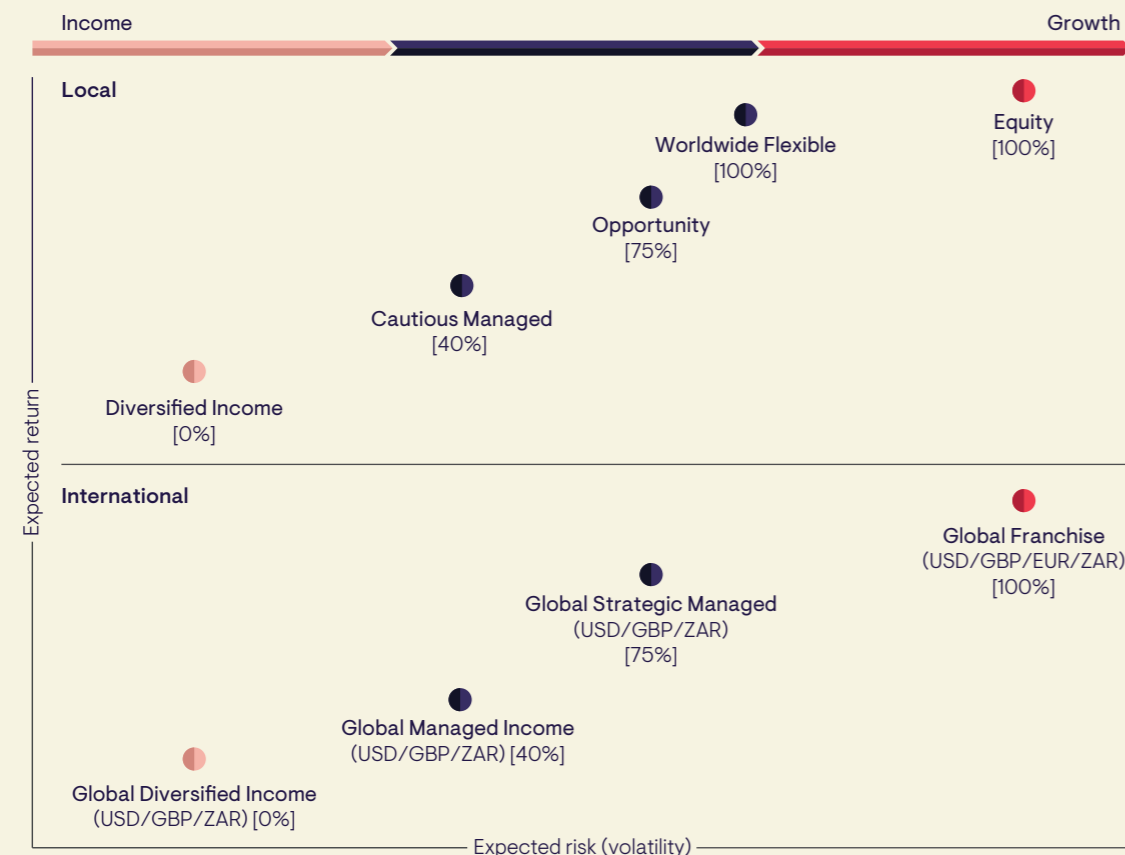 Income
Growth
Local
Equity
[100%]
Worldwide Flexible
[100%]
Opportunity
[75%]
Cautious Managed
[40%]
Diversified Income
[0%]
Expected return
International
Global Franchise
(USD/GBP/EUR/ZAR)
[100%]
Global Strategic Managed
(USD/GBP/ZAR)
[75%]
Global Managed Income
(USD/GBP/ZAR) [40%]
Global Diversified Income
(USD/GBP/ZAR) [0%]
Expected risk (volatility)